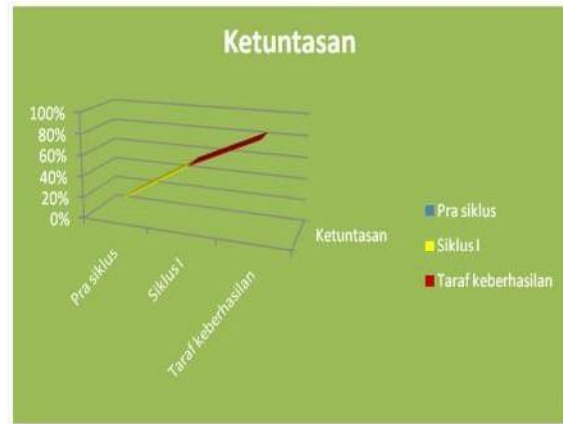 Ketuntasan
100%
80%
60%
40%
20%
0%
Pra siklus
Siklus I
Taraf keberhasilan
Ketuntasan
Pra siklus
Siklus I
Taraf keberhasilan